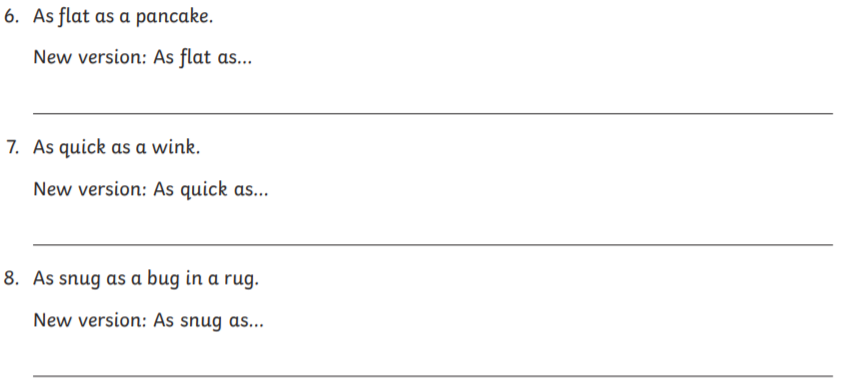 6. As flat as a pancake.
New version: As flat as...
7. As quick as a wink.
New version: As quick as...
8. As snug as a bug in a rug.
New version: As snug as...